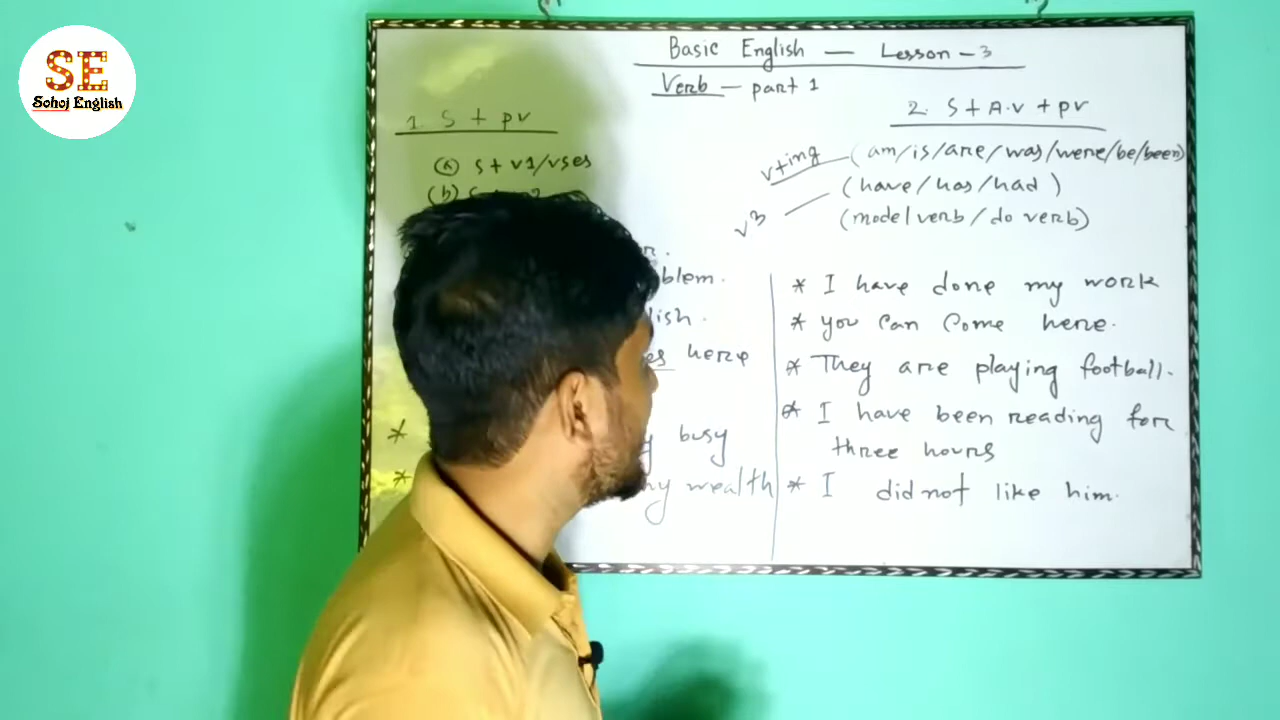 SE
Sohoj English
Basic English — Lesson - 3
Verb — part 1
1. S + pv
(a) S + v1/vses
(b)
blem.
lish.
es here
busy
my wealth
2. S + A.v + pv
v+ing (am/is/are/was/were/be/been)
v3 (have/has/had)
(model verb/do verb)
* I have done my work
* you can come here.
* They are playing football.
* I have been reading for
three hours
* I did not like him.